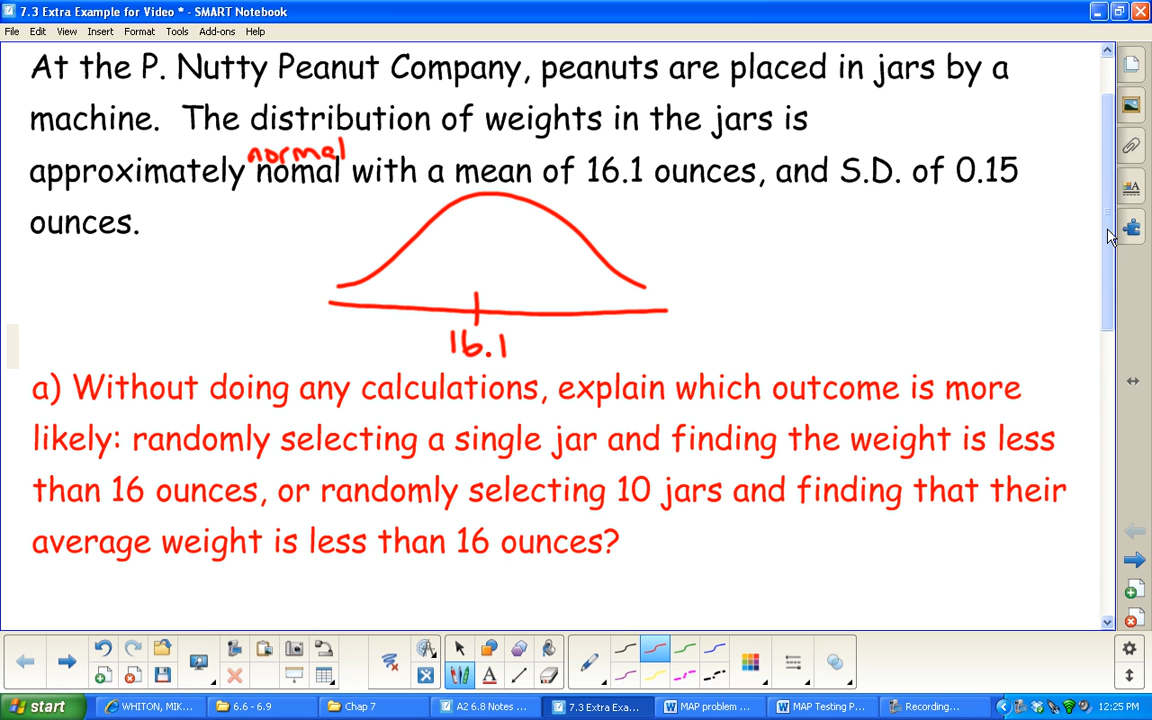 7.3 Extra Example for Video * - SMART Notebook
File Edit View Insert Format Tools Add-ons Help
At the P. Nutty Peanut Company, peanuts are placed in jars by a
machine. The distribution of weights in the jars is
normal
approximately nomal with a mean of 16.1 ounces, and S.D. of 0.15
ounces.
16.1
a) Without doing any calculations, explain which outcome is more
likely: randomly selecting a single jar and finding the weight is less
than 16 ounces, or randomly selecting 10 jars and finding that their
average weight is less than 16 ounces?
start WHITON, MIK... 6.6 - 6.9 Chap 7 A2 6.8 Notes ... 7.3 Extra Exa... MAP problem ... MAP Testing P... Recording... 12:25 PM